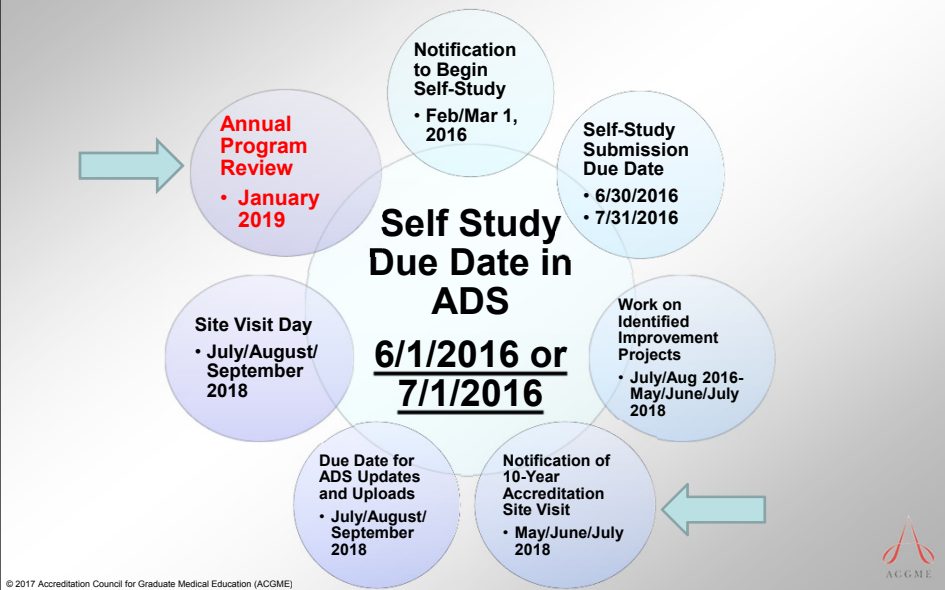 Notification
to Begin
Self-Study
• Feb/Mar 1,
2016
Self-Study
Submission
Due Date
• 6/30/2016
• 7/31/2016
Work on
Identified
Improvement
Projects
• July/Aug 2016-
May/June/July
2018
Notification of
10-Year
Accreditation
Site Visit
• May/June/July
2018
Due Date for
ADS Updates
and Uploads
• July/August/
September
2018
Site Visit Day
• July/August/
September
2018
Annual
Program
Review
• January
2019
Self Study
Due Date in
ADS
6/1/2016 or
7/1/2016
© 2017 Accreditation Council for Graduate Medical Education (ACGME)
ACGME